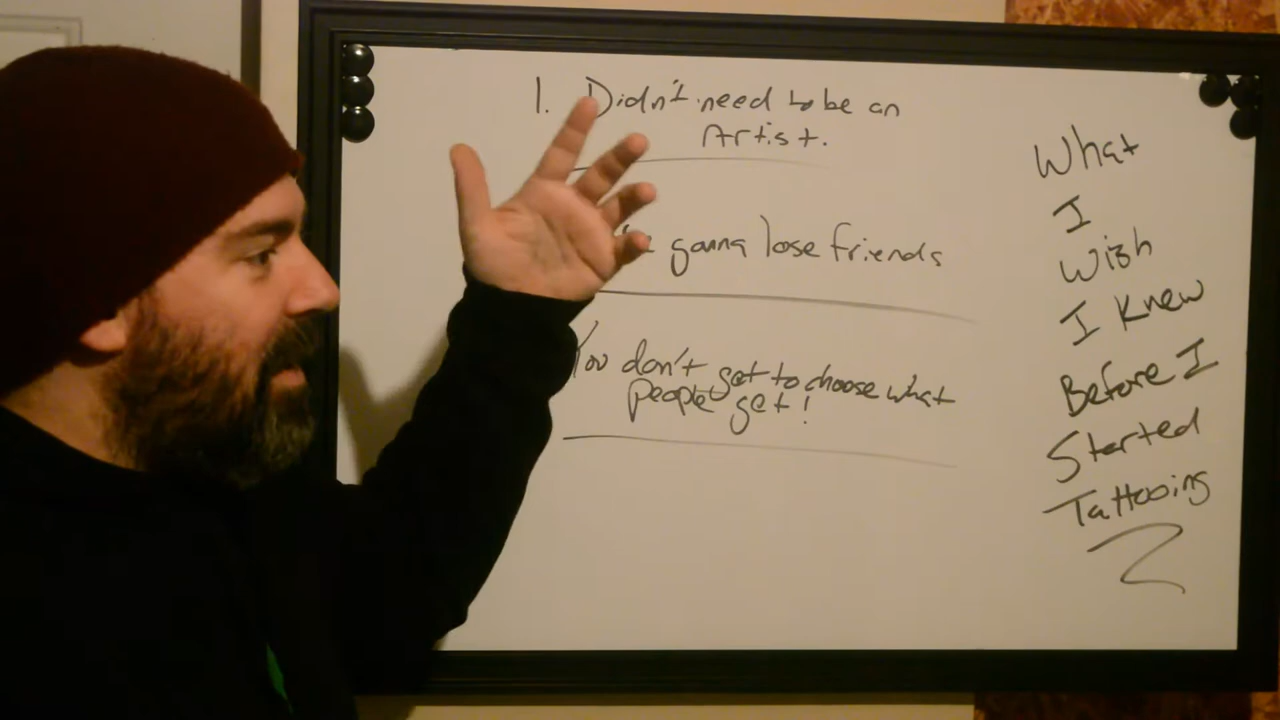 1. Didn't need to be an
Artist.
gonna lose friends
You don't get to choose what
people get!
What
I
Wish
I Knew
Before I
Started
Tattooing